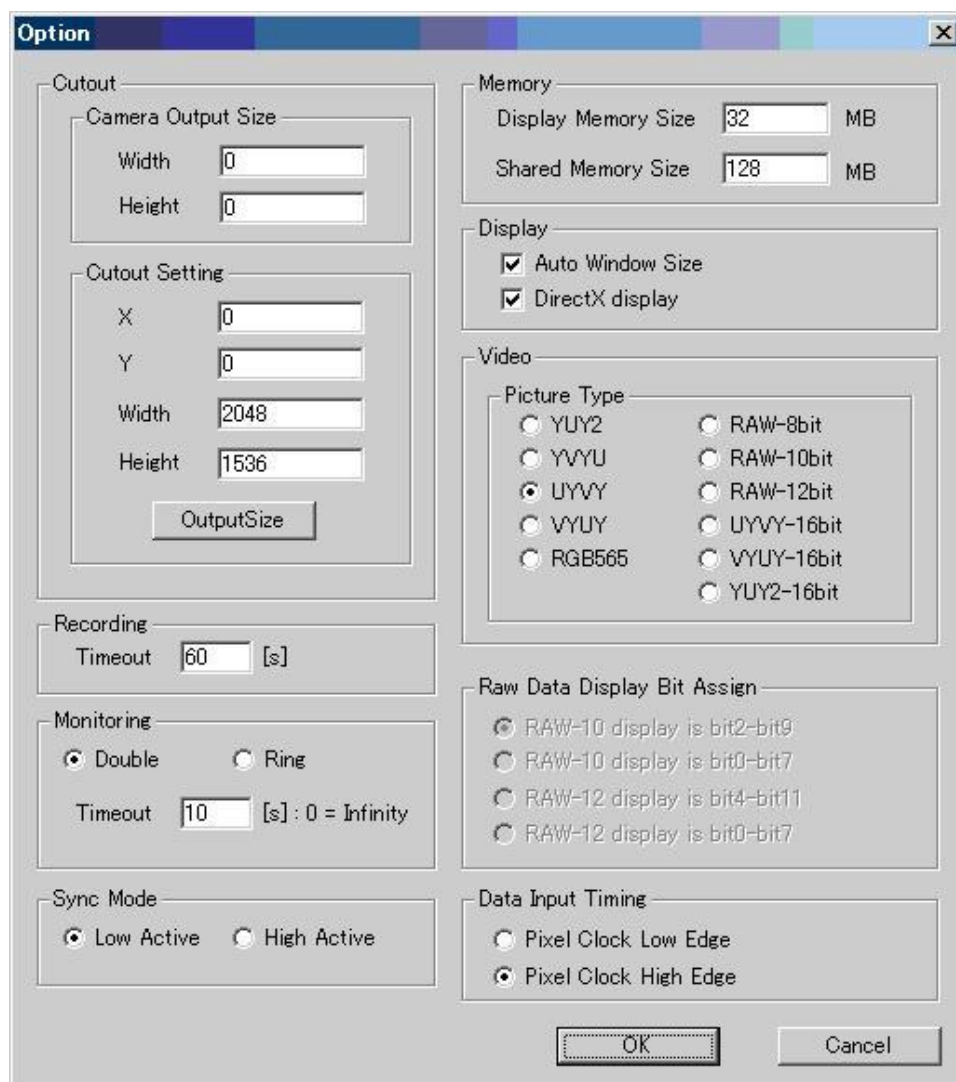 Option
Cutout
Camera Output Size
Width 0
Height 0
Cutout Setting
X 0
Y 0
Width 2048
Height 1536
OutputSize
Recording
Timeout 60 [s]
Monitoring
Double Ring
Timeout 10 [s] : 0 = Infinity
Sync Mode
Low Active High Active
Memory
Display Memory Size 32 MB
Shared Memory Size 128 MB
Display
Auto Window Size
DirectX display
Video
Picture Type
YUY2 RAW-8bit
YVYU RAW-10bit
UYVY RAW-12bit
VYUY UYVY-16bit
RGB565 VYUY-16bit
YUY2-16bit
Raw Data Display Bit Assign
RAW-10 display is bit2-bit9
RAW-10 display is bit0-bit7
RAW-12 display is bit4-bit11
RAW-12 display is bit0-bit7
Data Input Timing
Pixel Clock Low Edge
Pixel Clock High Edge
OK Cancel